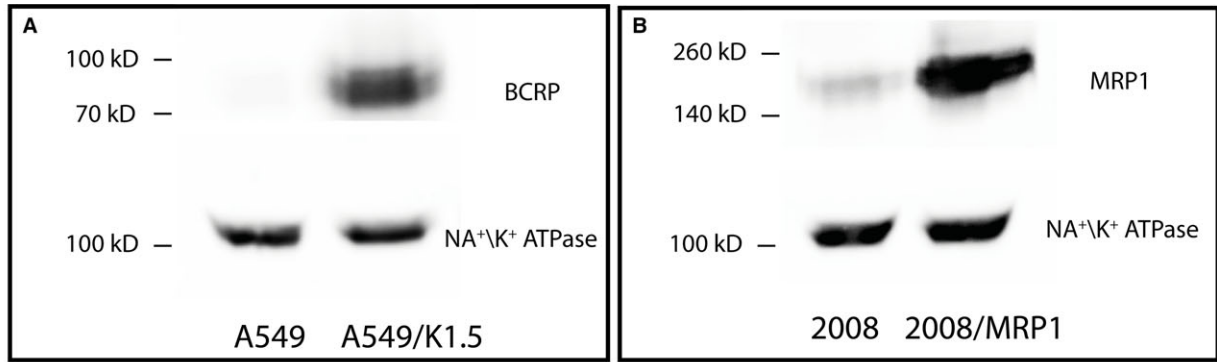 A
100 kD
BCRP
70 kD
100 kD
NA⁺\K⁺ ATPase
A549 A549/K1.5
B
260 kD
MRP1
140 kD
100 kD
NA⁺\K⁺ ATPase
2008 2008/MRP1